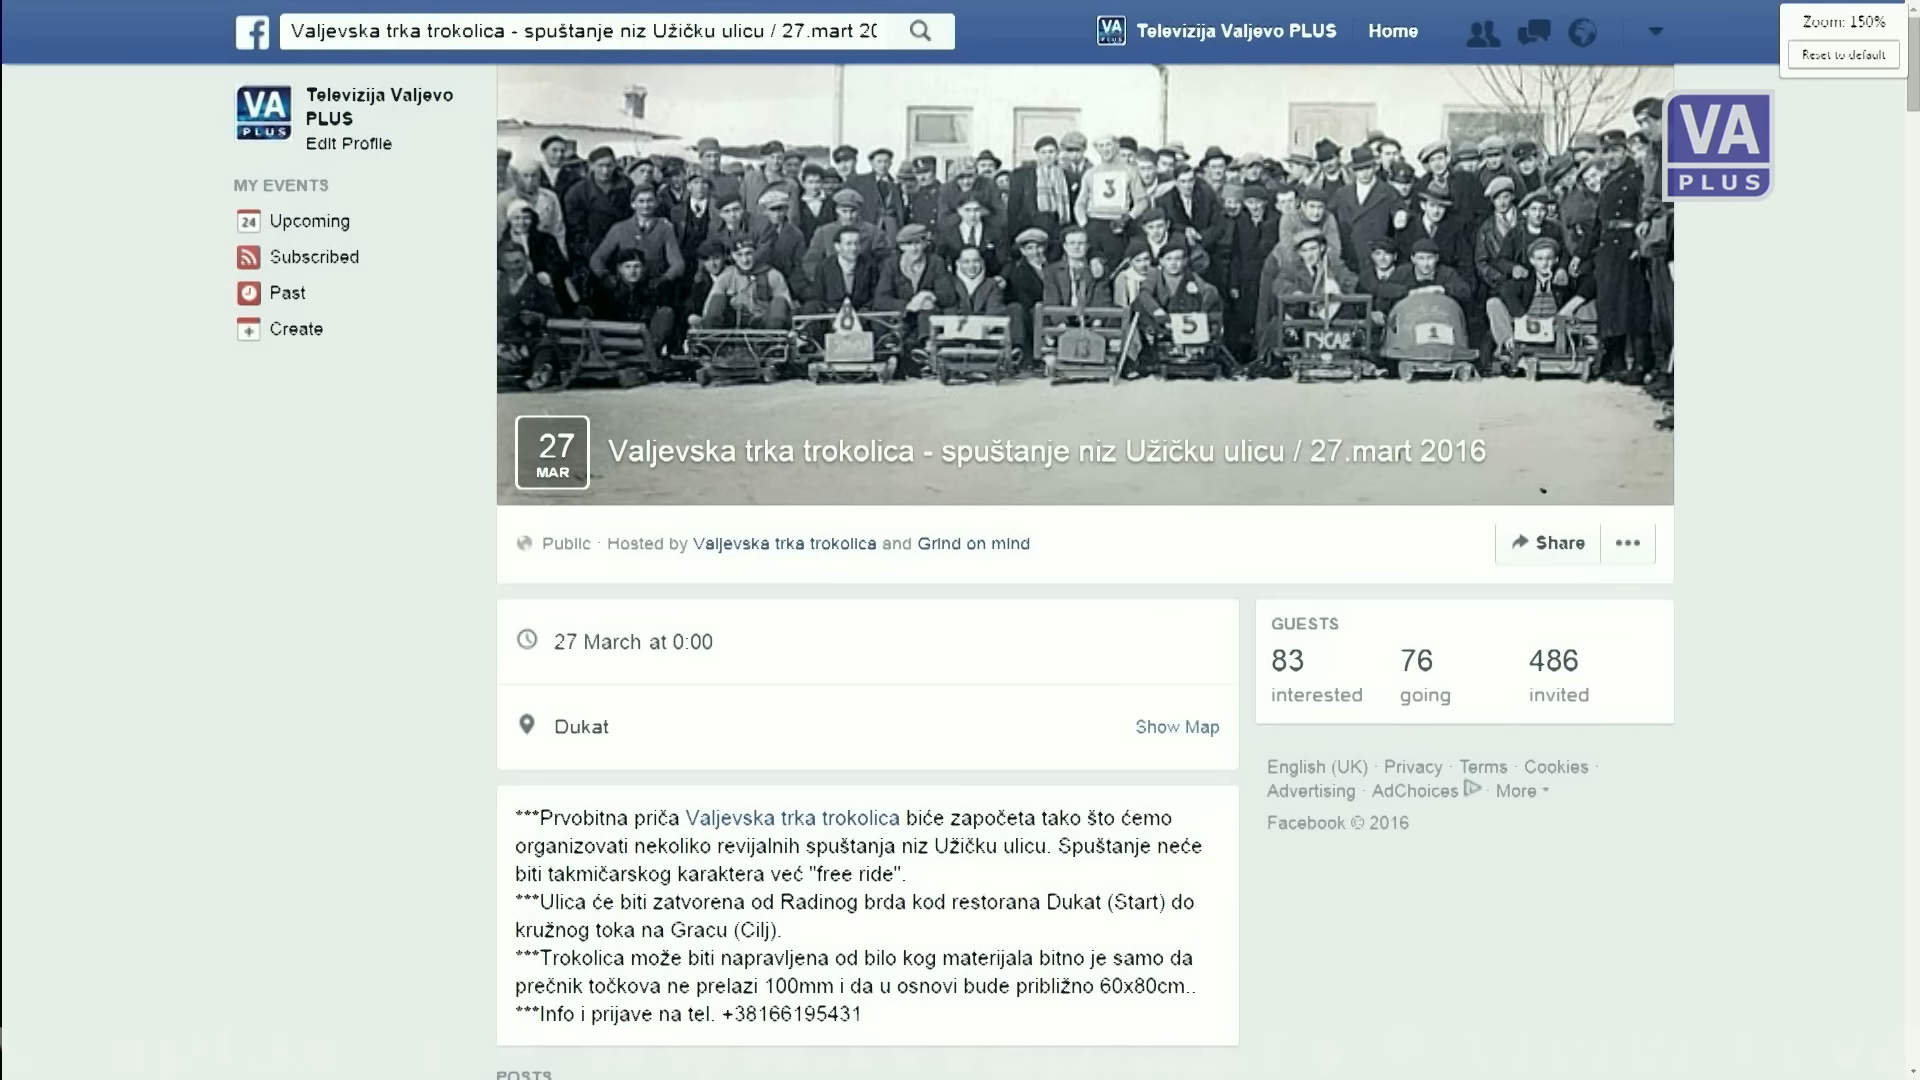 Valjevska trka trokolica - spuštanje niz Užičku ulicu / 27.mart 20
Televizija Valjevo PLUS
Home
Zoom: 150%
Reset to default
VA
PLUS
Televizija Valjevo
PLUS
Edit Profile
MY EVENTS
24
Upcoming
Subscribed
Past
Create
VA
PLUS
3
8
7
5
1
6.
27
MAR
Valjevska trka trokolica - spuštanje niz Užičku ulicu / 27.mart 2016
Public · Hosted by Valjevska trka trokolica and Grind on mind
Share
27 March at 0:00
Dukat
Show Map
GUESTS
83 76 486
interested going invited
English (UK) · Privacy · Terms · Cookies ·
Advertising · AdChoices · More
Facebook © 2016
***Prvobitna priča Valjevska trka trokolica biće započeta tako što ćemo
organizovati nekoliko revijalnih spuštanja niz Užičku ulicu. Spuštanje neće
biti takmičarskog karaktera već "free ride".
***Ulica će biti zatvorena od Radinog brda kod restorana Dukat (Start) do
kružnog toka na Gracu (Cilj).
***Trokolica može biti napravljena od bilo kog materijala bitno je samo da
prečnik točkova ne prelazi 100mm i da u osnovi bude približno 60x80cm..
***Info i prijave na tel. +38166195431
POSTS